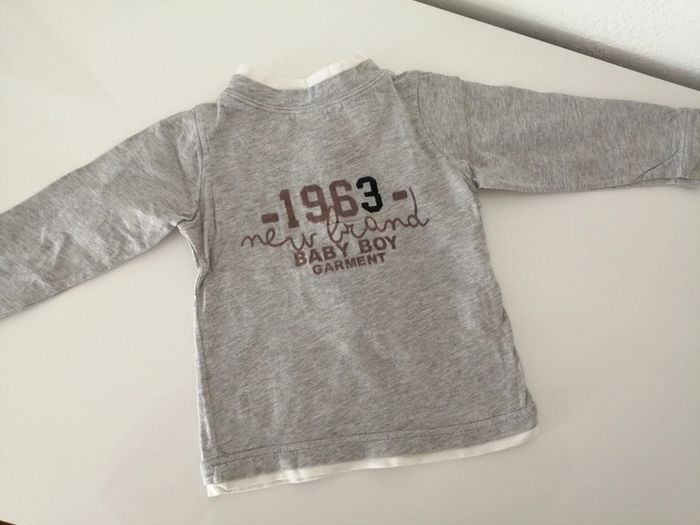 -1963-
new brand
BABY BOY
GARMENT